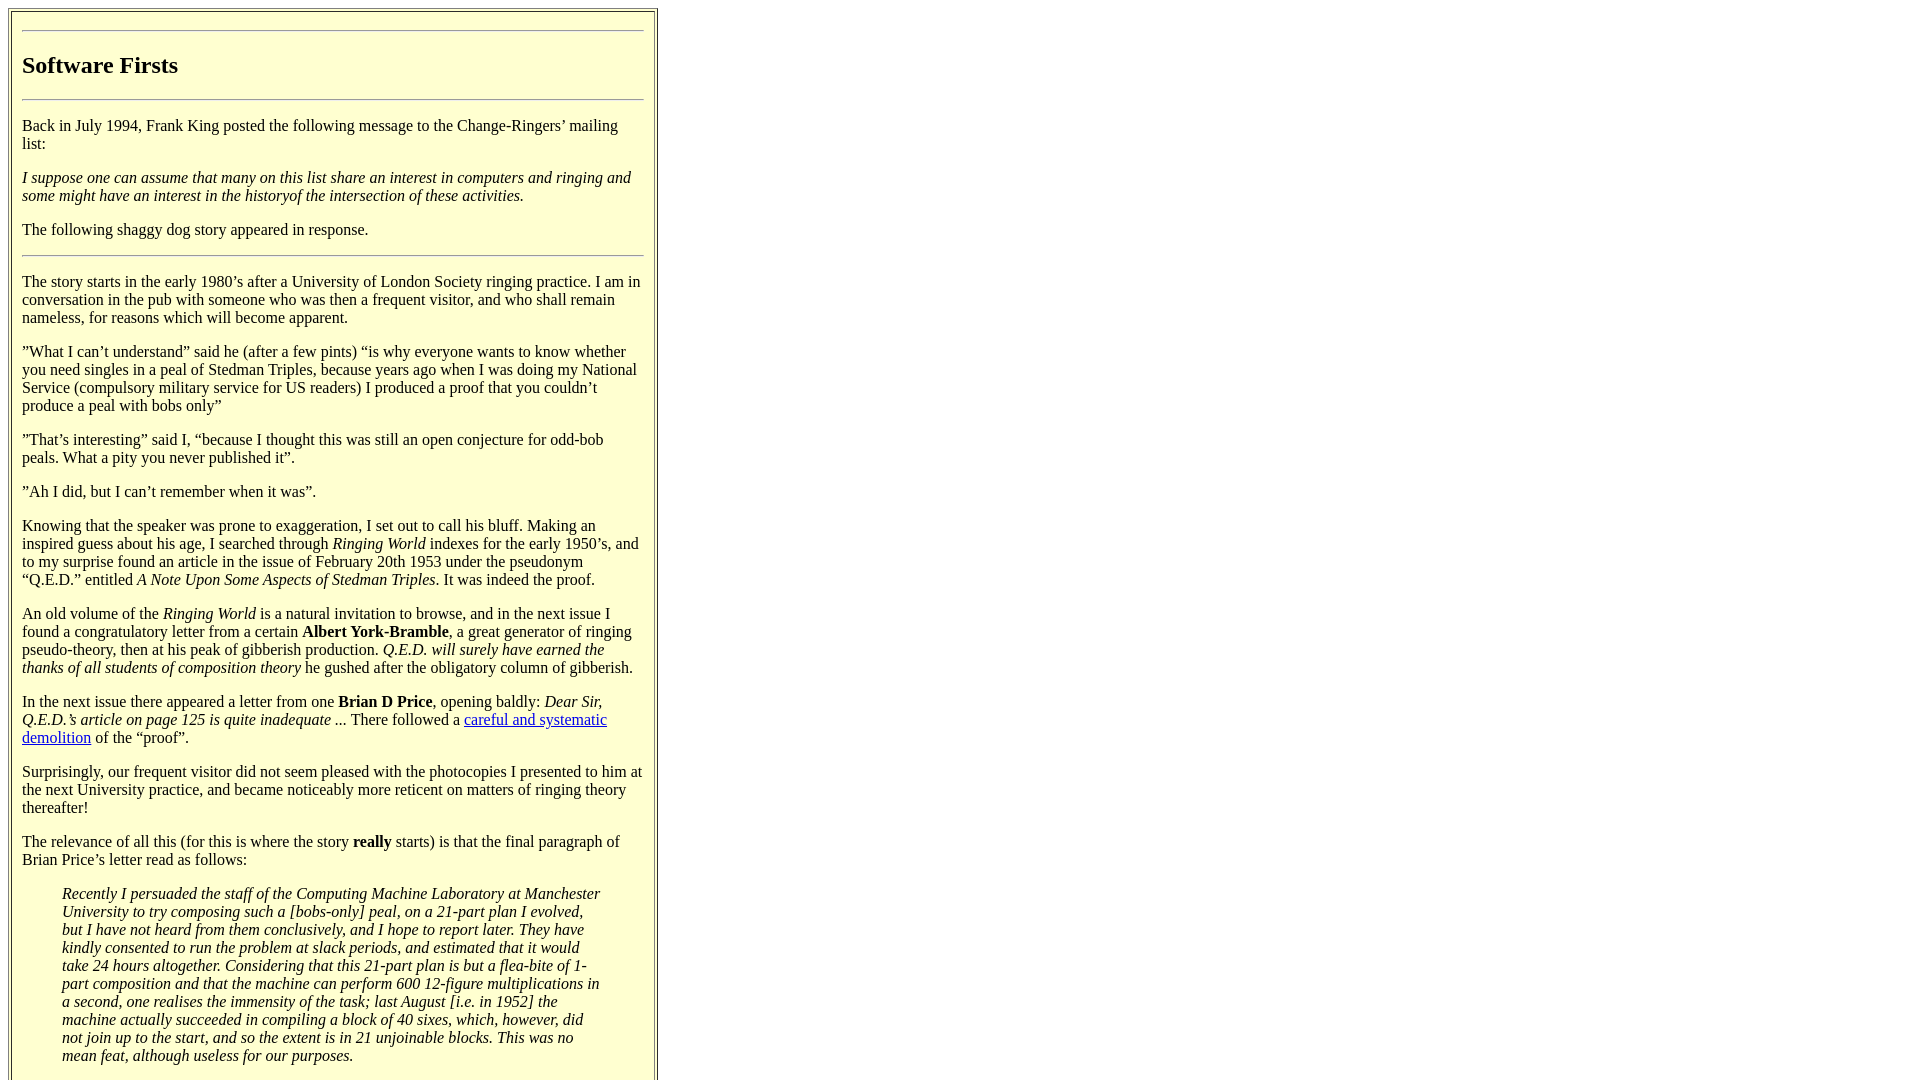 Software Firsts
Back in July 1994, Frank King posted the following message to the Change-Ringers’ mailing
list:
I suppose one can assume that many on this list share an interest in computers and ringing and
some might have an interest in the historyof the intersection of these activities.
The following shaggy dog story appeared in response.
The story starts in the early 1980’s after a University of London Society ringing practice. I am in
conversation in the pub with someone who was then a frequent visitor, and who shall remain
nameless, for reasons which will become apparent.
”What I can’t understand” said he (after a few pints) “is why everyone wants to know whether
you need singles in a peal of Stedman Triples, because years ago when I was doing my National
Service (compulsory military service for US readers) I produced a proof that you couldn’t
produce a peal with bobs only”
”That’s interesting” said I, “because I thought this was still an open conjecture for odd-bob
peals. What a pity you never published it”.
”Ah I did, but I can’t remember when it was”.
Knowing that the speaker was prone to exaggeration, I set out to call his bluff. Making an
inspired guess about his age, I searched through Ringing World indexes for the early 1950’s, and
to my surprise found an article in the issue of February 20th 1953 under the pseudonym
“Q.E.D.” entitled A Note Upon Some Aspects of Stedman Triples. It was indeed the proof.
An old volume of the Ringing World is a natural invitation to browse, and in the next issue I
found a congratulatory letter from a certain Albert York-Bramble, a great generator of ringing
pseudo-theory, then at his peak of gibberish production. Q.E.D. will surely have earned the
thanks of all students of composition theory he gushed after the obligatory column of gibberish.
In the next issue there appeared a letter from one Brian D Price, opening baldly: Dear Sir,
Q.E.D.’s article on page 125 is quite inadequate ... There followed a careful and systematic
demolition of the “proof”.
Surprisingly, our frequent visitor did not seem pleased with the photocopies I presented to him at
the next University practice, and became noticeably more reticent on matters of ringing theory
thereafter!
The relevance of all this (for this is where the story really starts) is that the final paragraph of
Brian Price’s letter read as follows:
Recently I persuaded the staff of the Computing Machine Laboratory at Manchester
University to try composing such a [bobs-only] peal, on a 21-part plan I evolved,
but I have not heard from them conclusively, and I hope to report later. They have
kindly consented to run the problem at slack periods, and estimated that it would
take 24 hours altogether. Considering that this 21-part plan is but a flea-bite of 1-
part composition and that the machine can perform 600 12-figure multiplications in
a second, one realises the immensity of the task; last August [i.e. in 1952] the
machine actually succeeded in compiling a block of 40 sixes, which, however, did
not join up to the start, and so the extent is in 21 unjoinable blocks. This was no
mean feat, although useless for our purposes.